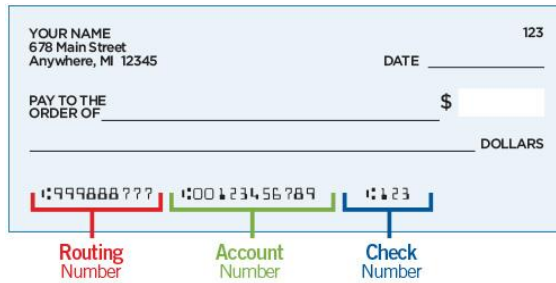 YOUR NAME 123
678 Main Street
Anywhere, MI 12345 DATE
PAY TO THE
ORDER OF $
DOLLARS
⑆999888777 ⑆00123456789 ⑆123
Routing Account Check
Number Number Number